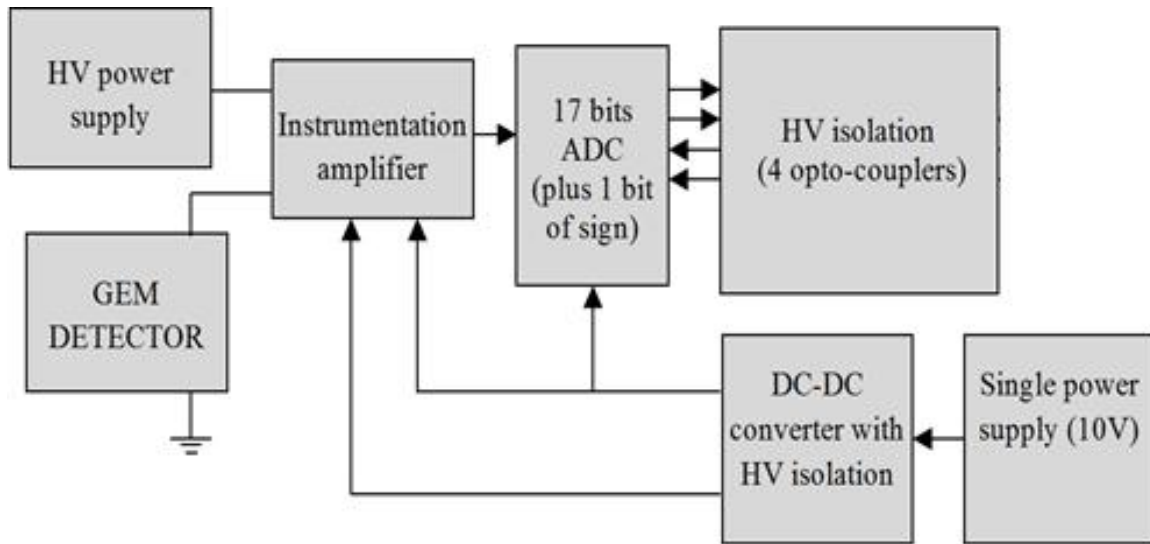 HV power
supply
Instrumentation
amplifier
17 bits
ADC
(plus 1 bit
of sign)
HV isolation
(4 opto-couplers)
GEM
DETECTOR
DC-DC
converter with
HV isolation
Single power
supply (10V)